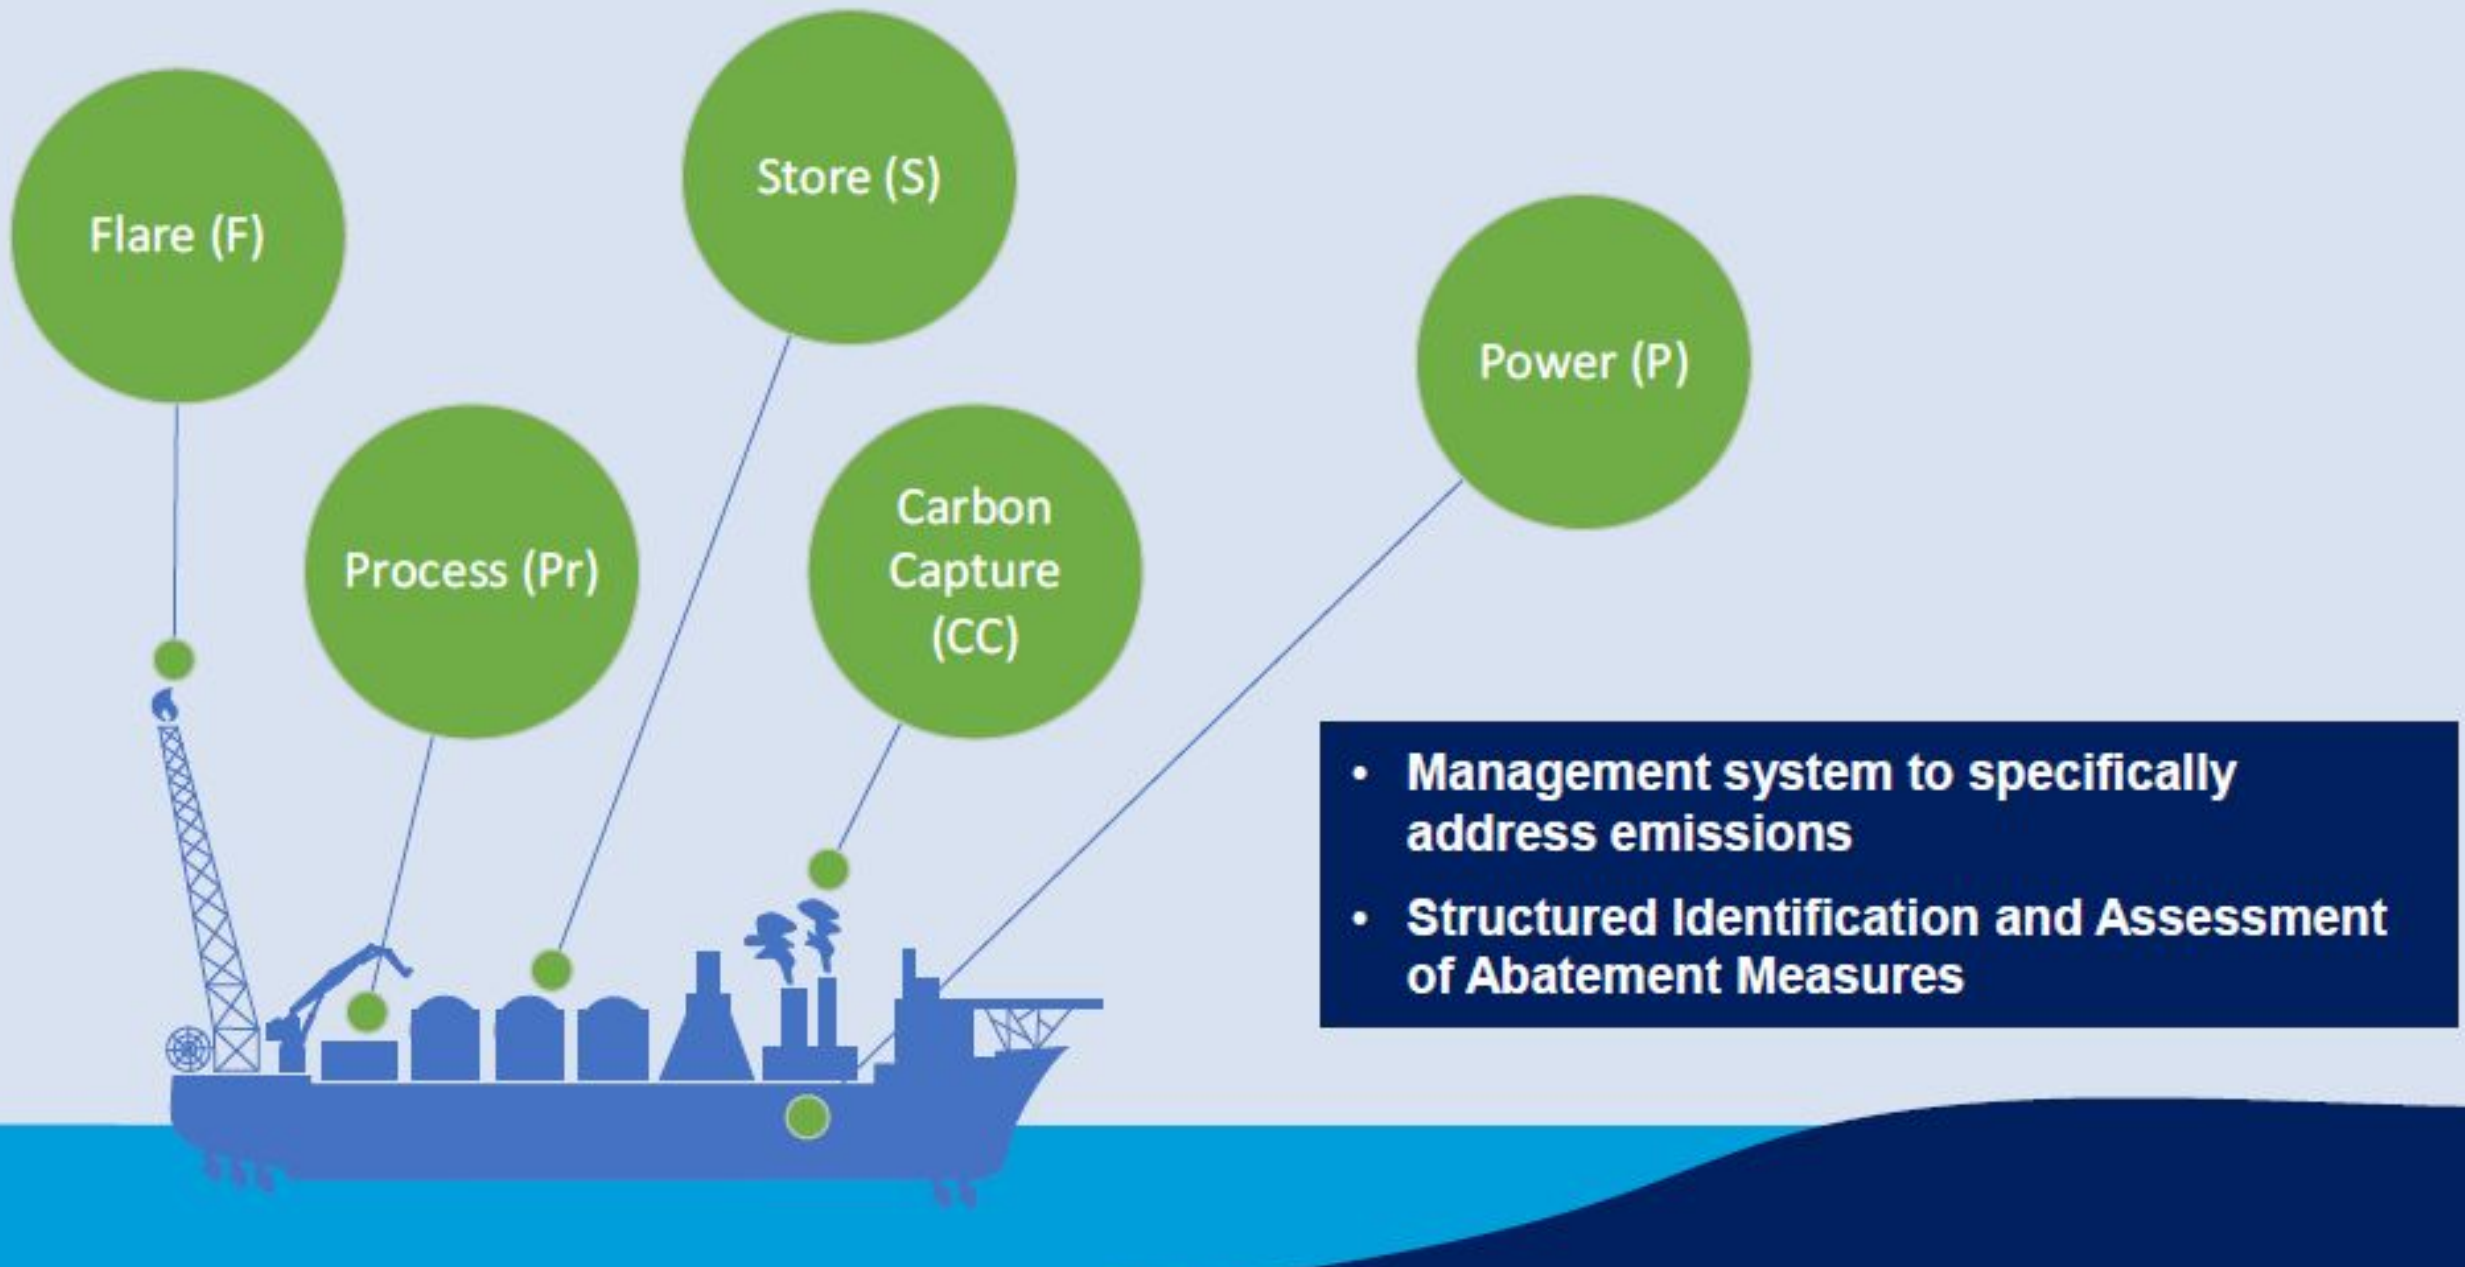 Flare (F)
Store (S)
Power (P)
Process (Pr)
Carbon
Capture
(CC)
• Management system to specifically
address emissions
• Structured Identification and Assessment
of Abatement Measures